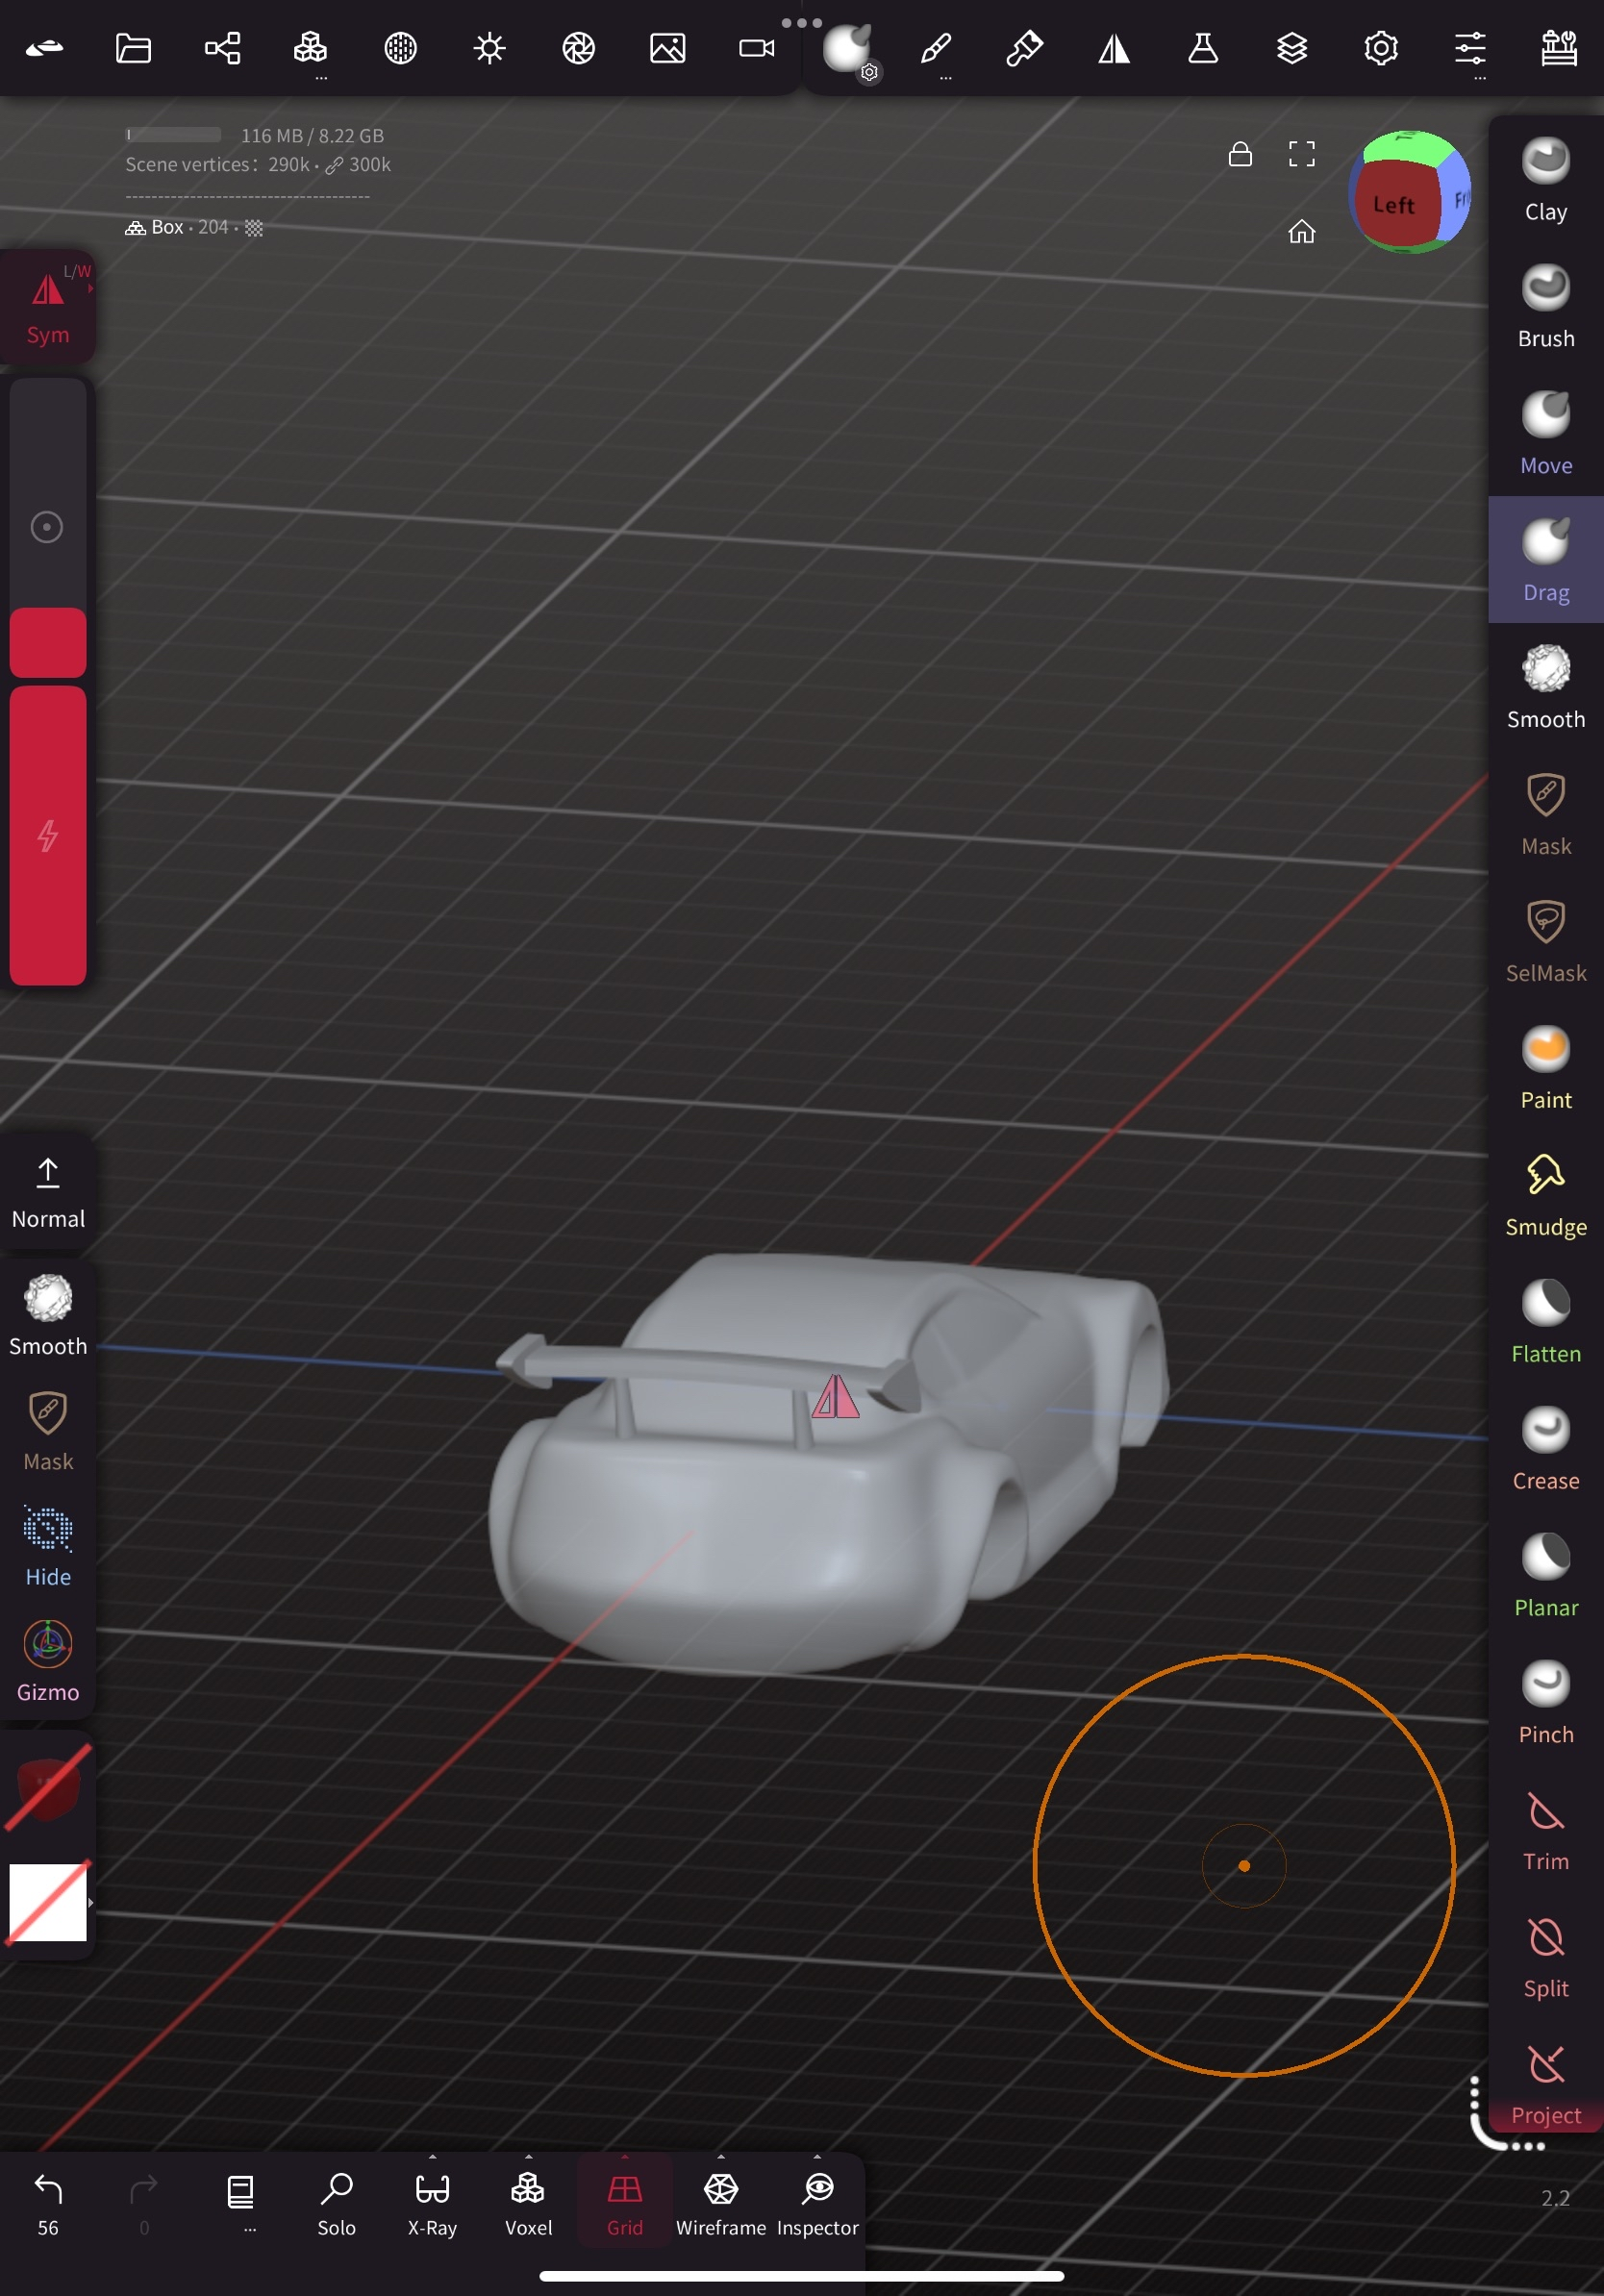 116 MB / 8.22 GB
Scene vertices: 290k • 300k
------------------------------------
Box • 204 •
Left
L/W
Sym
Clay
Brush
Move
Drag
Smooth
Mask
SelMask
Paint
Smudge
Flatten
Crease
Planar
Pinch
Trim
Split
Project
Normal
Smooth
Mask
Hide
Gizmo
56
0
...
Solo
X-Ray
Voxel
Grid
Wireframe
Inspector
2.2